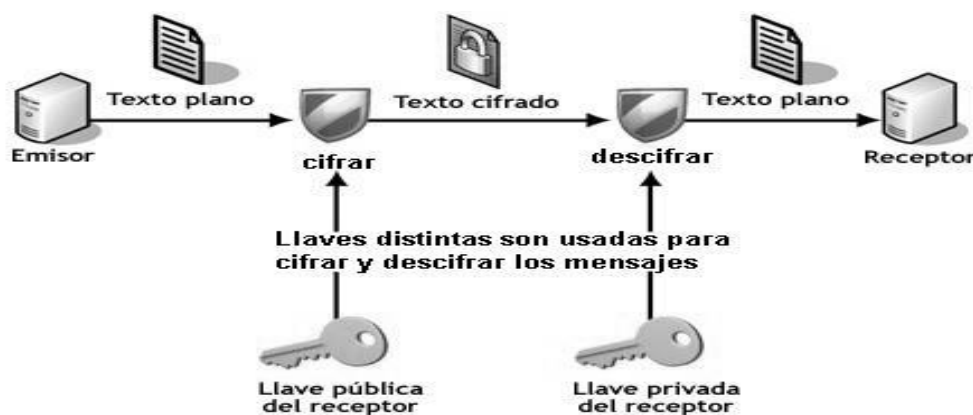 Texto plano
Texto cifrado
Texto plano
Emisor
cifrar
descifrar
Receptor
Llaves distintas son usadas para
cifrar y descifrar los mensajes
Llave pública
del receptor
Llave privada
del receptor